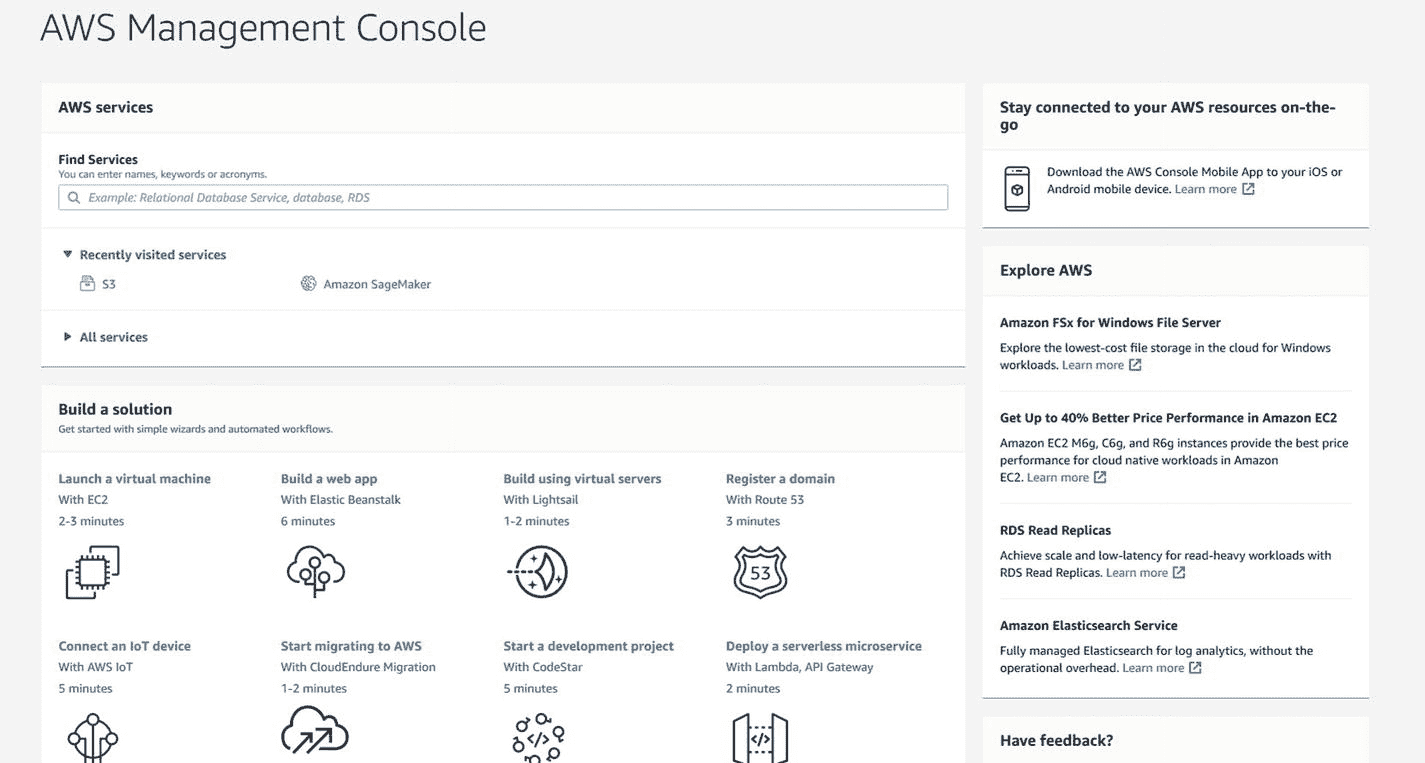 AWS Management Console
AWS services
Find Services
You can enter names, keywords or acronyms.
Example: Relational Database Service, database, RDS
Recently visited services
S3
Amazon SageMaker
All services
Build a solution
Get started with simple wizards and automated workflows.
Launch a virtual machine
With EC2
2-3 minutes
Build a web app
With Elastic Beanstalk
6 minutes
Build using virtual servers
With Lightsail
1-2 minutes
Register a domain
With Route 53
3 minutes
53
Connect an IoT device
With AWS IoT
5 minutes
Start migrating to AWS
With CloudEndure Migration
1-2 minutes
Start a development project
With CodeStar
5 minutes
</>
Deploy a serverless microservice
With Lambda, API Gateway
2 minutes
</>
Stay connected to your AWS resources on-the-
go
Download the AWS Console Mobile App to your iOS or
Android mobile device. Learn more
Explore AWS
Amazon FSx for Windows File Server
Explore the lowest-cost file storage in the cloud for Windows
workloads. Learn more
Get Up to 40% Better Price Performance in Amazon EC2
Amazon EC2 M6g, C6g, and R6g instances provide the best price
performance for cloud native workloads in Amazon
EC2. Learn more
RDS Read Replicas
Achieve scale and low-latency for read-heavy workloads with
RDS Read Replicas. Learn more
Amazon Elasticsearch Service
Fully managed Elasticsearch for log analytics, without the
operational overhead. Learn more
Have feedback?